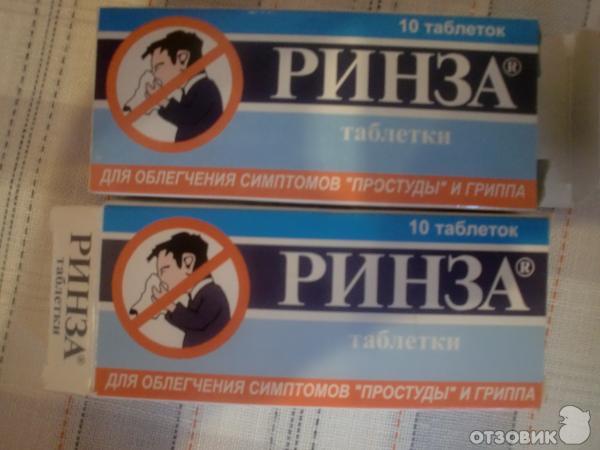 10 таблеток
РИНЗА®
таблетки
ДЛЯ ОБЛЕГЧЕНИЯ СИМПТОМОВ "ПРОСТУДЫ" И ГРИППА
10 таблеток
РИНЗА®
таблетки
ДЛЯ ОБЛЕГЧЕНИЯ СИМПТОМОВ "ПРОСТУДЫ" И ГРИППА
РИНЗА®
таблетки
ОТЗОВИК